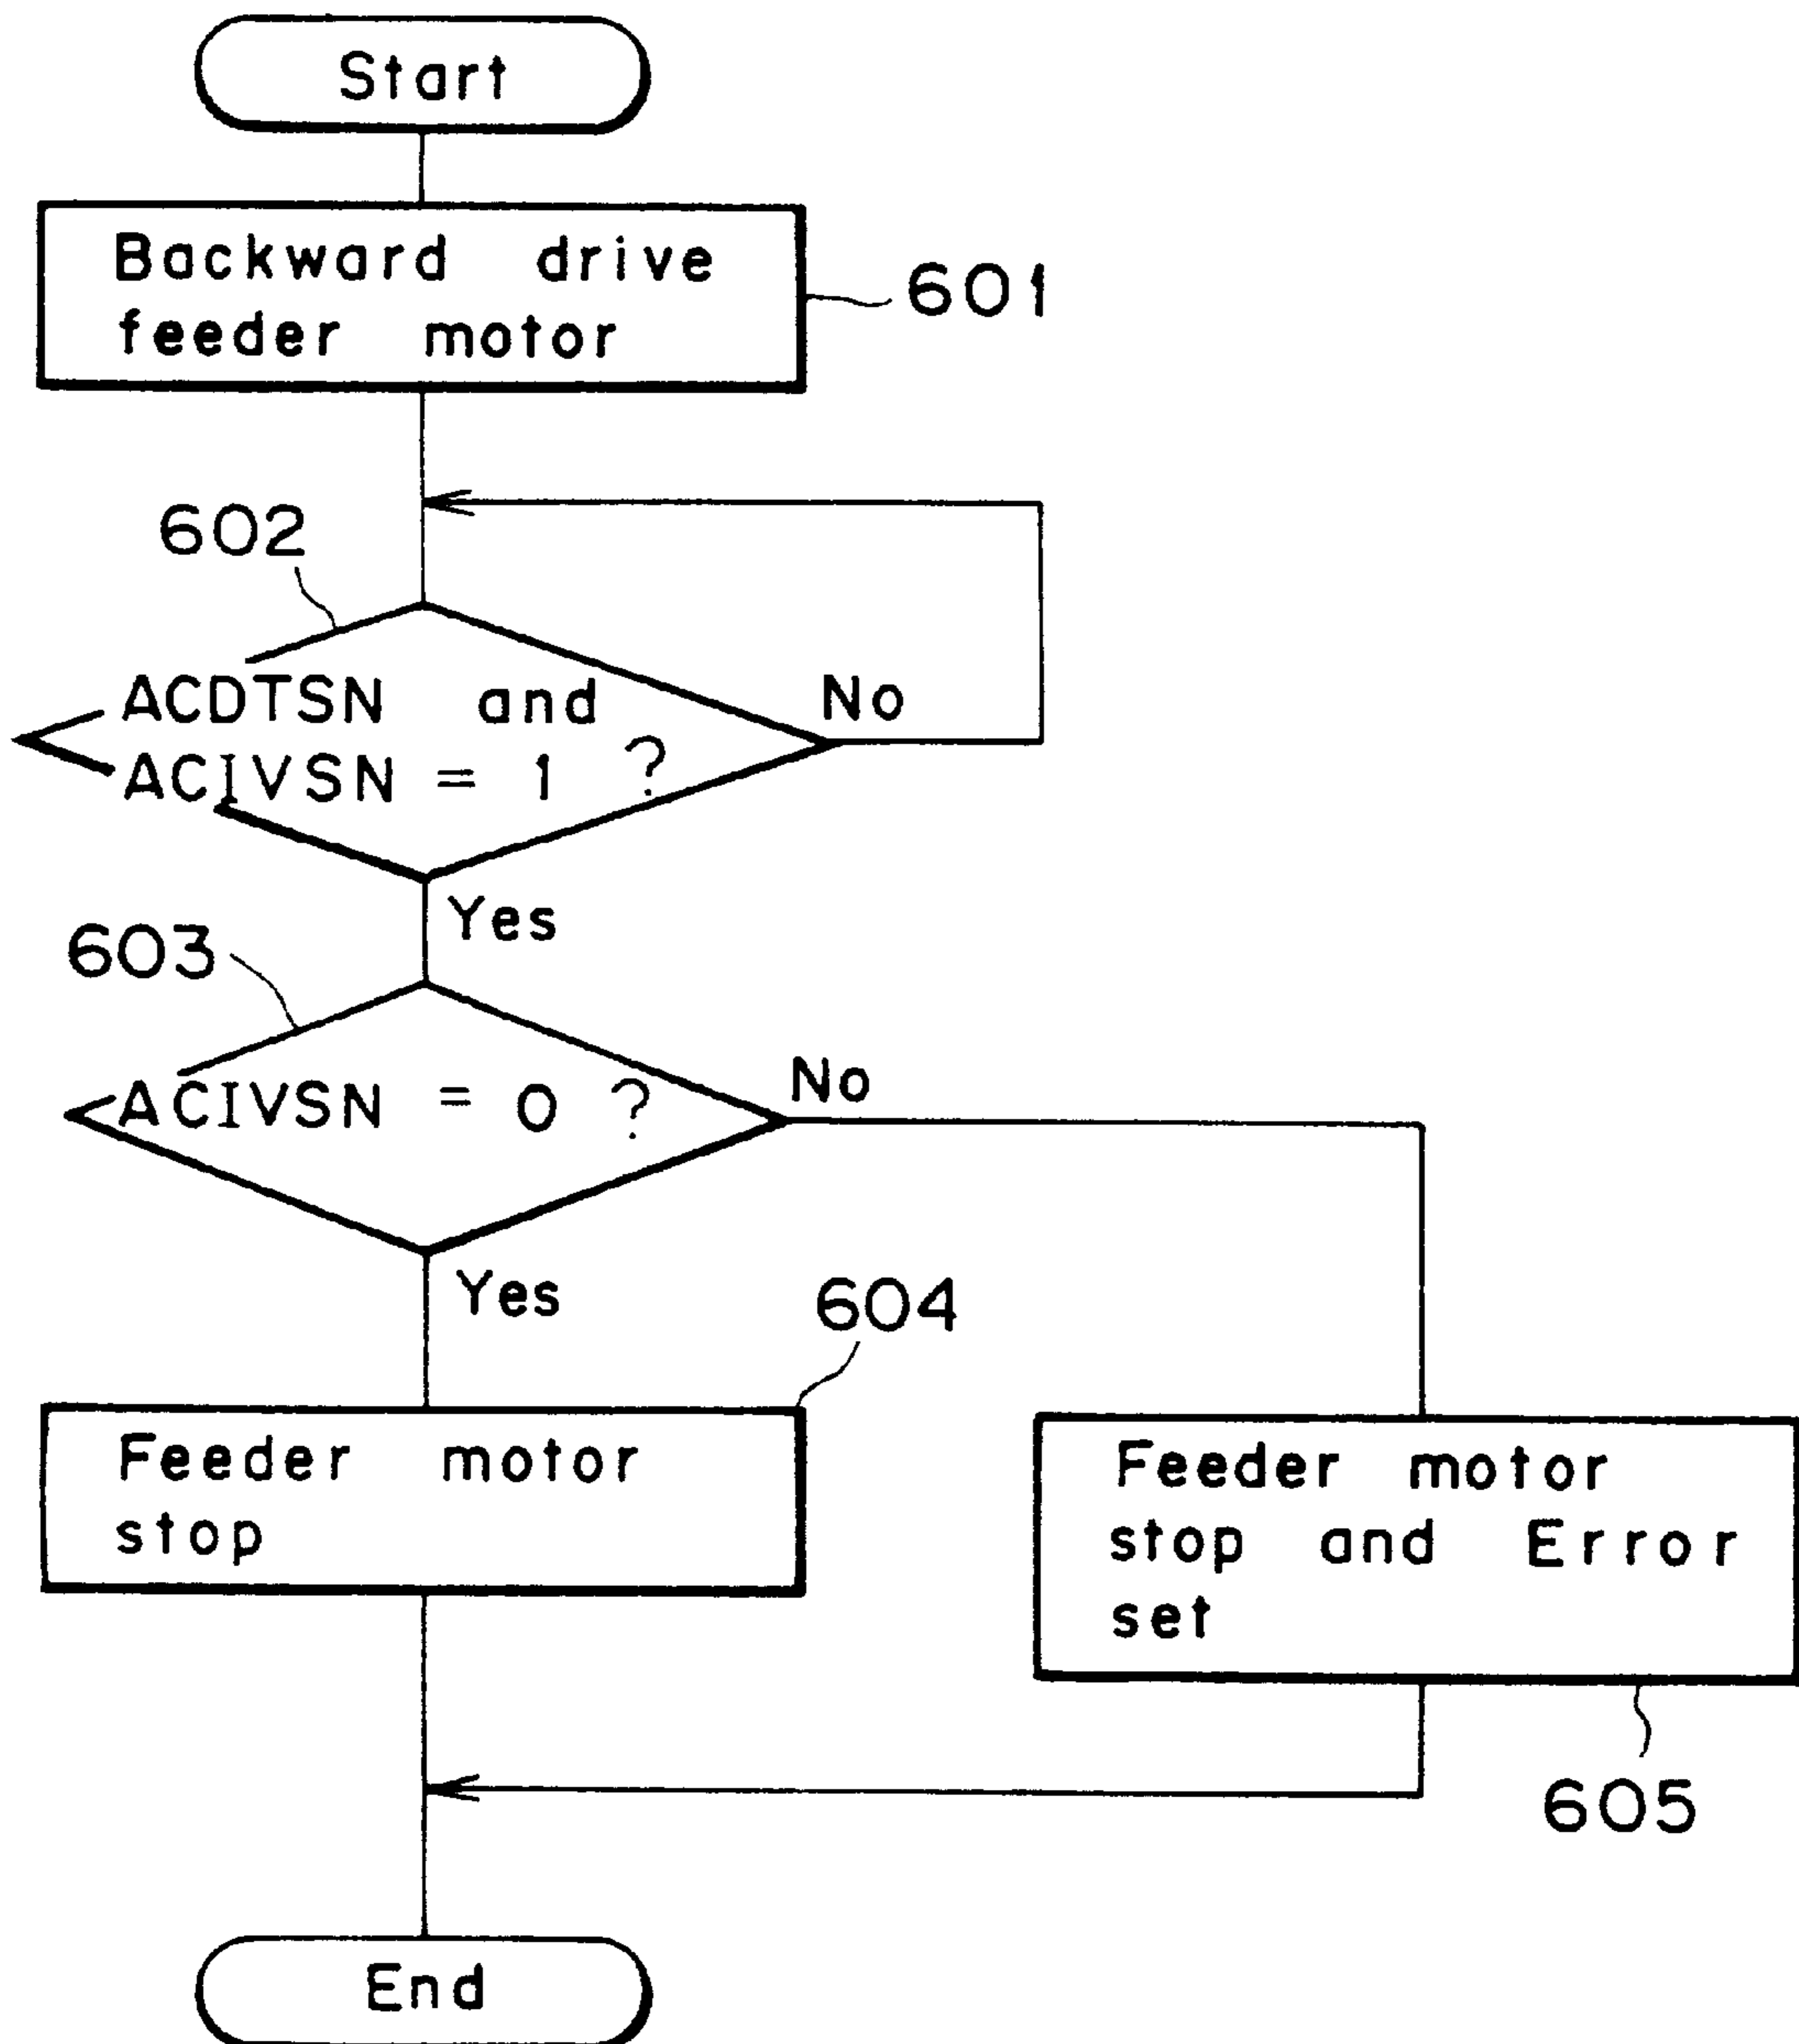 Start
Backward drive
feeder motor
601
602
ACDTSN and
ACIVSN = 1 ?
No
Yes
603
ACIVSN = 0 ?
No
Yes
604
Feeder motor
stop
Feeder motor
stop and Error
set
605
End